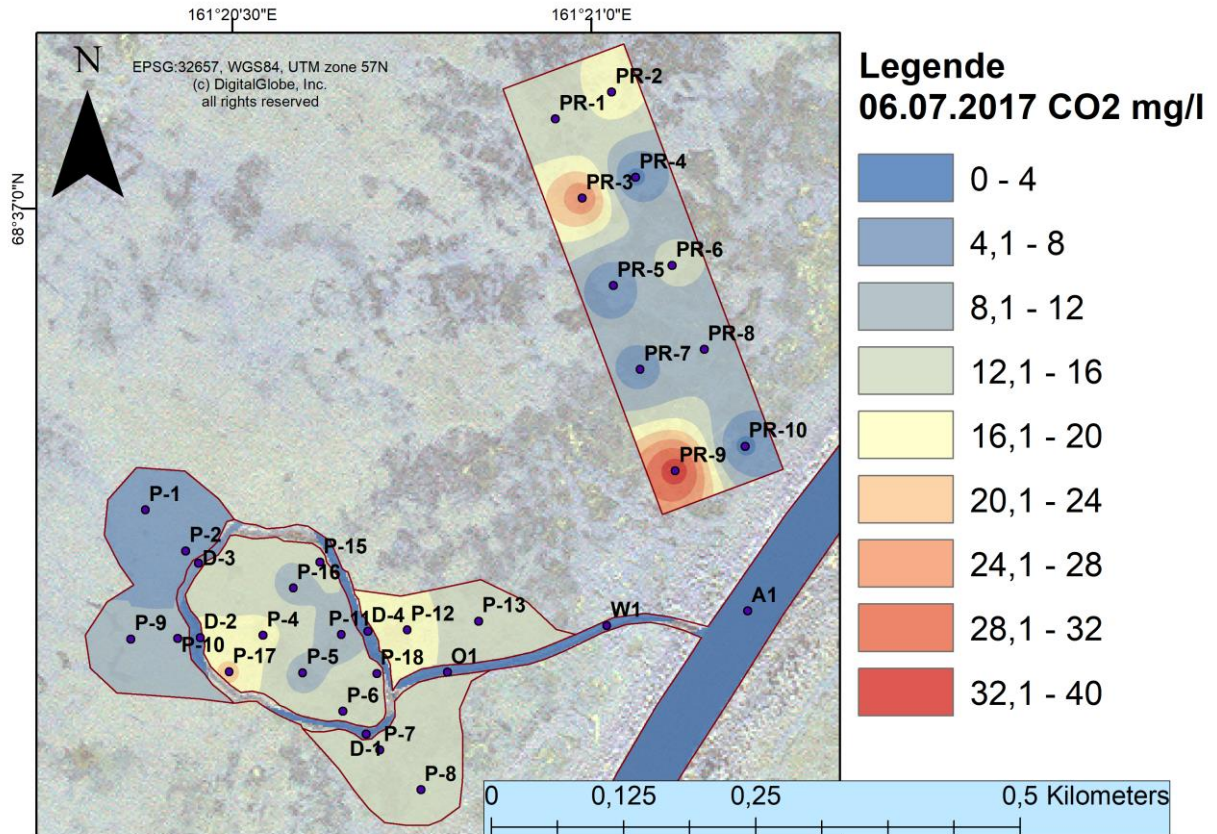 161°20'30"E
161°21'0"E
N
EPSG:32657, WGS84, UTM zone 57N
(c) DigitalGlobe, Inc.
all rights reserved
68°37'0"N
PR-2
PR-1
PR-4
PR-3
PR-6
PR-5
PR-8
PR-7
PR-10
PR-9
P-1
P-2
D-3
P-15
P-16
P-9
P-10
D-2
P-4
P-11
D-4
P-12
P-13
W1
A1
P-17
P-5
P-18
O1
P-6
P-7
D-1
P-8
Legende
06.07.2017 CO2 mg/l
0 - 4
4,1 - 8
8,1 - 12
12,1 - 16
16,1 - 20
20,1 - 24
24,1 - 28
28,1 - 32
32,1 - 40
0 0,125 0,25 0,5 Kilometers